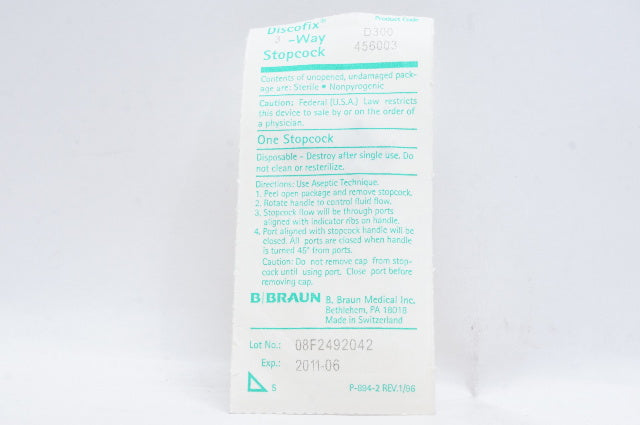 Discofix® Product Code
3 -Way D300
Stopcock 456003
Contents of unopened, undamaged pack-
age are: Sterile • Nonpyrogenic
Caution: Federal (U.S.A.) Law restricts
this device to sale by or on the order of
a physician.
One Stopcock
Disposable - Destroy after single use. Do
not clean or resterilize.
Directions: Use Aseptic Technique.
1. Peel open package and remove stopcock.
2. Rotate handle to control fluid flow.
3. Stopcock flow will be through ports
aligned with indicator ribs on handle.
4. Port aligned with stopcock handle will be
closed. All ports are closed when handle
is turned 45° from ports.
Caution: Do not remove cap from stop-
cock until using port. Close port before
removing cap.
B|BRAUN B. Braun Medical Inc.
Bethlehem, PA 18018
Made in Switzerland
Lot No.: 08F2492042
Exp.: 2011-06
S P-894-2 REV.1/96